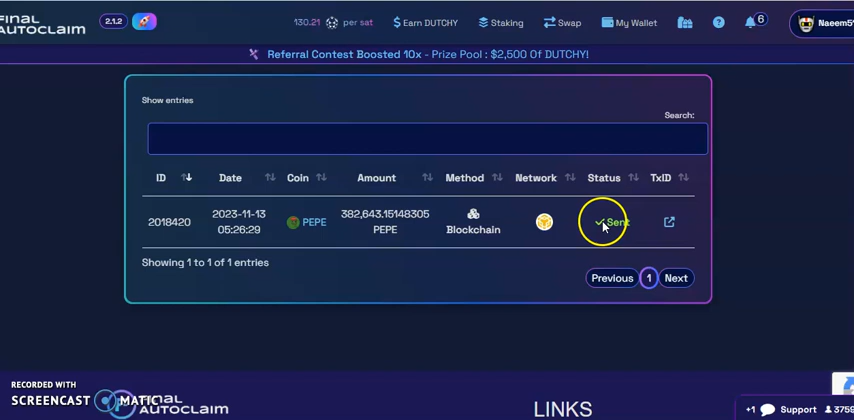 FINAL
AUTOCLAIM
2.1.2
130.21 per sat
Earn DUTCHY
Staking
Swap
My Wallet
6
Referral Contest Boosted 10x - Prize Pool : $2,500 Of DUTCHY!
Show entries
Search:
ID Date Coin Amount Method Network Status TxID
2018420 2023-11-13 05:26:29 PEPE 382,643.15148305 PEPE Blockchain Sent
Showing 1 to 1 of 1 entries
Previous 1 Next
RECORDED WITH
SCREENCAST MATIC
FINAL
AUTOCLAIM
LINKS
+1 Support